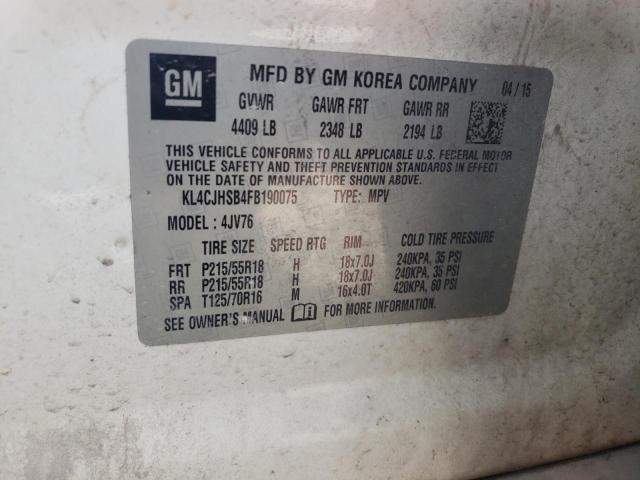 GM
MFD BY GM KOREA COMPANY 04/15
GVWR GAWR FRT GAWR RR
4409 LB 2348 LB 2194 LB
THIS VEHICLE CONFORMS TO ALL APPLICABLE U.S. FEDERAL MOTOR
VEHICLE SAFETY AND THEFT PREVENTION STANDARDS IN EFFECT
ON THE DATE OF MANUFACTURE SHOWN ABOVE.
KL4CJHSB4FB190075 TYPE: MPV
MODEL: 4JV76
TIRE SIZE SPEED RTG RIM COLD TIRE PRESSURE
FRT P215/55R18 H 18x7.0J 240KPA, 35 PSI
RR P215/55R18 H 18x7.0J 240KPA, 35 PSI
SPA T125/70R16 M 16x4.0T 420KPA, 60 PSI
SEE OWNER'S MANUAL FOR MORE INFORMATION.